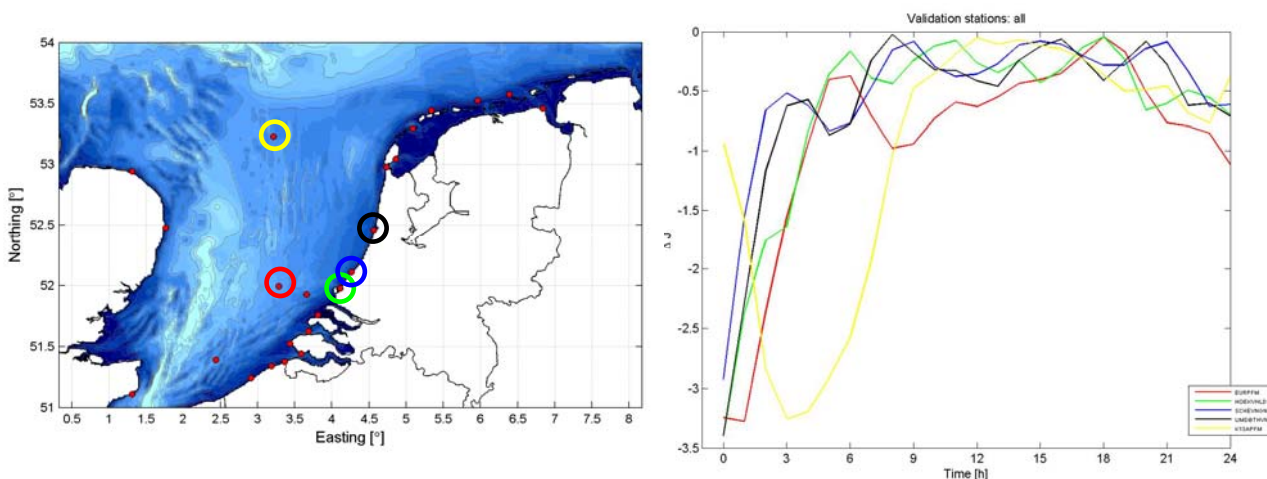 54
53.5
53
52.5
52
51.5
51
Northing [°]
0.5 1 1.5 2 2.5 3 3.5 4 4.5 5 5.5 6 6.5 7 7.5 8
Easting [°]
Validation stations: all
0
-0.5
-1
-1.5
-2
-2.5
-3
-3.5
0 3 6 9 12 15 18 21 24
Time [h]